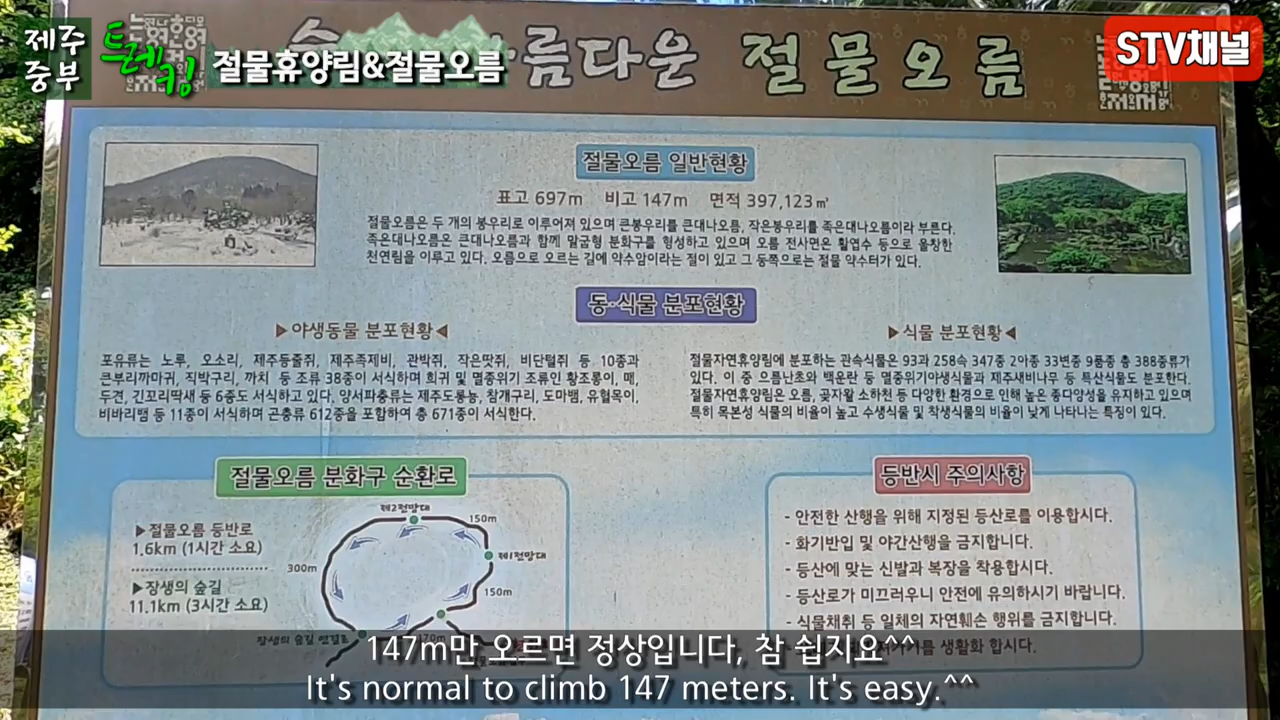 제주
중부
트레킹
절물휴양림&절물오름
STV채널
름다운 절물오름
절물오름 일반현황
표고 697m 비고 147m 면적 397,123㎡
절물오름은 두 개의 봉우리로 이루어져 있으며 큰봉우리를 큰대나오름, 작은봉우리를 족은대나오름이라 부른다.
족은대나오름은 큰대나오름과 함께 말굽형 분화구를 형성하고 있으며 오름 전사면은 활엽수 등으로 울창한
천연림을 이루고 있다. 오름으로 오르는 길에 약수암이라는 절이 있고 그 동쪽으로는 절물 약수터가 있다.
동·식물 분포현황
▶야생동물 분포현황◀
포유류는 노루, 오소리, 제주등줄쥐, 제주족제비, 관박쥐, 작은땃쥐, 비단털쥐 등 10종과
큰부리까마귀, 직박구리, 까치 등 조류 38종이 서식하며 희귀 및 멸종위기 조류인 황조롱이, 매,
두견, 긴꼬리딱새 등 6종도 서식하고 있다. 양서파충류는 제주도롱뇽, 참개구리, 도마뱀, 유혈목이,
비바리뱀 등 11종이 서식하며 곤충류 612종을 포함하여 총 671종이 서식한다.
▶식물 분포현황◀
절물자연휴양림에 분포하는 관속식물은 93과 258속 347종 2아종 33변종 9품종 총 388종류가
있다. 이 중 으름난초와 백운란 등 멸종위기야생식물과 제주새비나무 등 특산식물도 분포한다.
절물자연휴양림은 오름, 곶자왈 소하천 등 다양한 환경으로 인해 높은 종다양성을 유지하고 있으며
특히 목본성 식물의 비율이 높고 수생식물 및 착생식물의 비율이 낮게 나타나는 특징이 있다.
절물오름 분화구 순환로
▶절물오름 등반로
1.6km (1시간 소요)
▶장생의 숲길
11.1km (3시간 소요)
제2전망대
150m
제1전망대
300m
150m
장생의 숲길 연결로
170m
등반시 주의사항
- 안전한 산행을 위해 지정된 등산로를 이용합시다.
- 화기반입 및 야간산행을 금지합니다.
- 등산에 맞는 신발과 복장을 착용합시다.
- 등산로가 미끄러우니 안전에 유의하시기 바랍니다.
- 식물채취 등 일체의 자연훼손 행위를 금지합니다.
생활화 합시다.
147m만 오르면 정상입니다, 참 쉽지요^^
It's normal to climb 147 meters. It's easy.^^